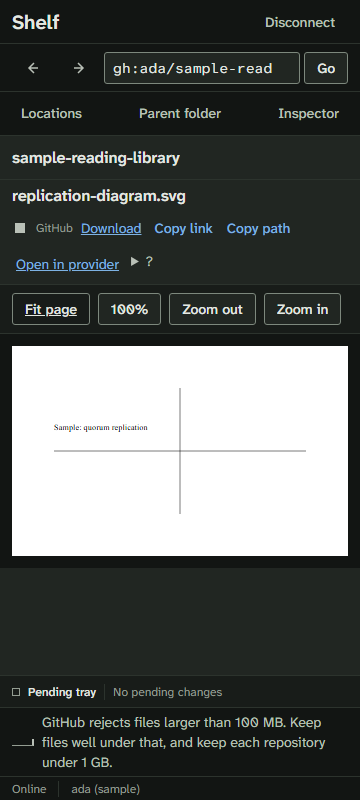 Shelf Disconnect
gh:ada/sample-read Go
Locations Parent folder Inspector
sample-reading-library
replication-diagram.svg
GitHub Download Copy link Copy path
Open in provider ?
Fit page 100% Zoom out Zoom in
Sample: quorum replication
Pending tray No pending changes
GitHub rejects files larger than 100 MB. Keep
files well under that, and keep each repository
under 1 GB.
Online ada (sample)